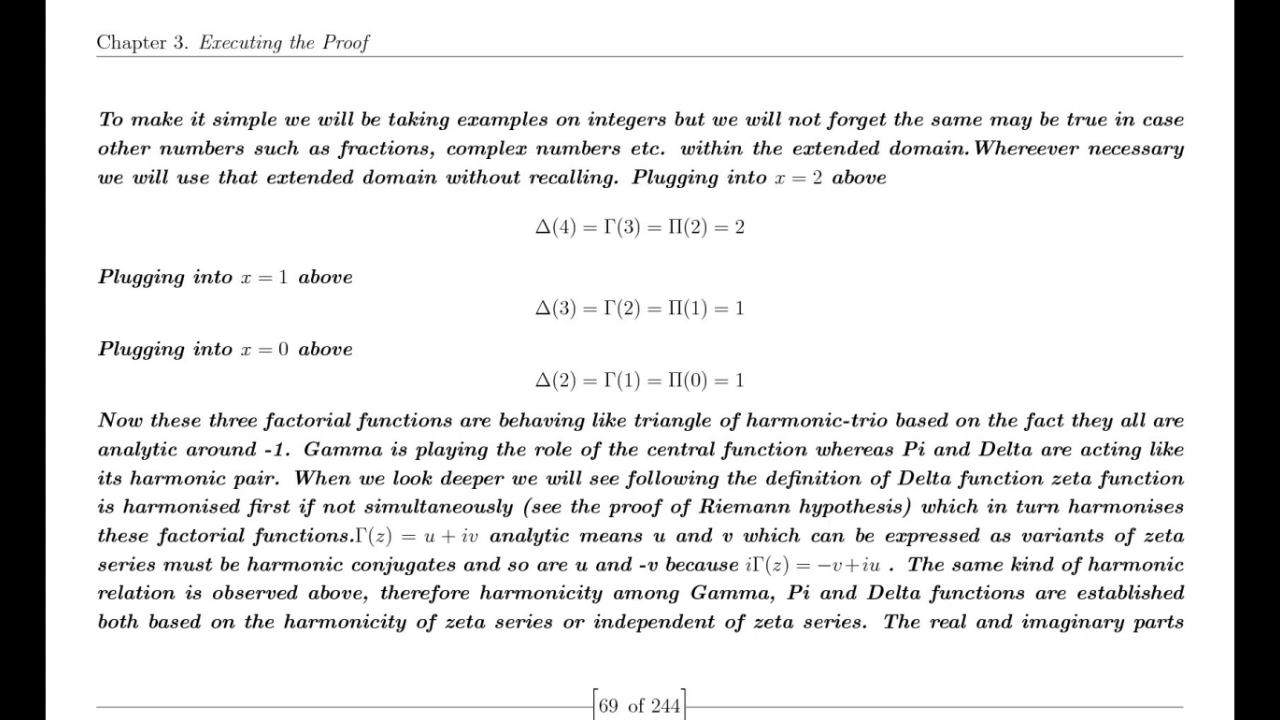 Chapter 3. Executing the Proof
To make it simple we will be taking examples on integers but we will not forget the same may be true in case
other numbers such as fractions, complex numbers etc. within the extended domain. Whereever necessary
we will use that extended domain without recalling. Plugging into x = 2 above
Δ(4) = Γ(3) = Π(2) = 2
Plugging into x = 1 above
Δ(3) = Γ(2) = Π(1) = 1
Plugging into x = 0 above
Δ(2) = Γ(1) = Π(0) = 1
Now these three factorial functions are behaving like triangle of harmonic-trio based on the fact they all are
analytic around -1. Gamma is playing the role of the central function whereas Pi and Delta are acting like
its harmonic pair. When we look deeper we will see following the definition of Delta function zeta function
is harmonised first if not simultaneously (see the proof of Riemann hypothesis) which in turn harmonises
these factorial functions.Γ(z) = u + iv analytic means u and v which can be expressed as variants of zeta
series must be harmonic conjugates and so are u and -v because iΓ(z) = −v+iu . The same kind of harmonic
relation is observed above, therefore harmonicity among Gamma, Pi and Delta functions are established
both based on the harmonicity of zeta series or independent of zeta series. The real and imaginary parts
69 of 244